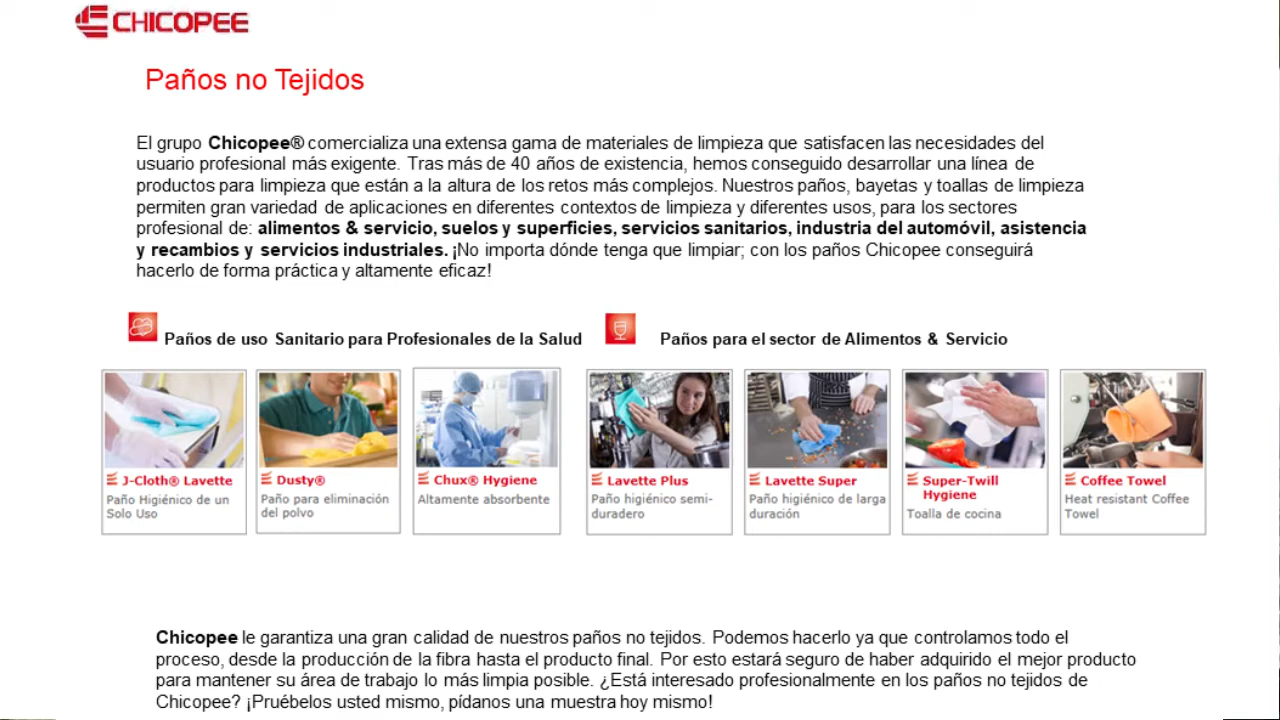 CHICOPEE
Paños no Tejidos
El grupo Chicopee® comercializa una extensa gama de materiales de limpieza que satisfacen las necesidades del
usuario profesional más exigente. Tras más de 40 años de existencia, hemos conseguido desarrollar una línea de
productos para limpieza que están a la altura de los retos más complejos. Nuestros paños, bayetas y toallas de limpieza
permiten gran variedad de aplicaciones en diferentes contextos de limpieza y diferentes usos, para los sectores
profesional de: alimentos & servicio, suelos y superficies, servicios sanitarios, industria del automóvil, asistencia
y recambios y servicios industriales. ¡No importa dónde tenga que limpiar; con los paños Chicopee conseguirá
hacerlo de forma práctica y altamente eficaz!
Paños de uso Sanitario para Profesionales de la Salud
Paños para el sector de Alimentos & Servicio
J-Cloth® Lavette
Paño Higiénico de un
Solo Uso
Dusty®
Paño para eliminación
del polvo
Chux® Hygiene
Altamente absorbente
Lavette Plus
Paño higiénico semi-
duradero
Lavette Super
Paño higiénico de larga
duración
Super-Twill
Hygiene
Toalla de cocina
Coffee Towel
Heat resistant Coffee
Towel
Chicopee le garantiza una gran calidad de nuestros paños no tejidos. Podemos hacerlo ya que controlamos todo el
proceso, desde la producción de la fibra hasta el producto final. Por esto estará seguro de haber adquirido el mejor producto
para mantener su área de trabajo lo más limpia posible. ¿Está interesado profesionalmente en los paños no tejidos de
Chicopee? ¡Pruébelos usted mismo, pídanos una muestra hoy mismo!